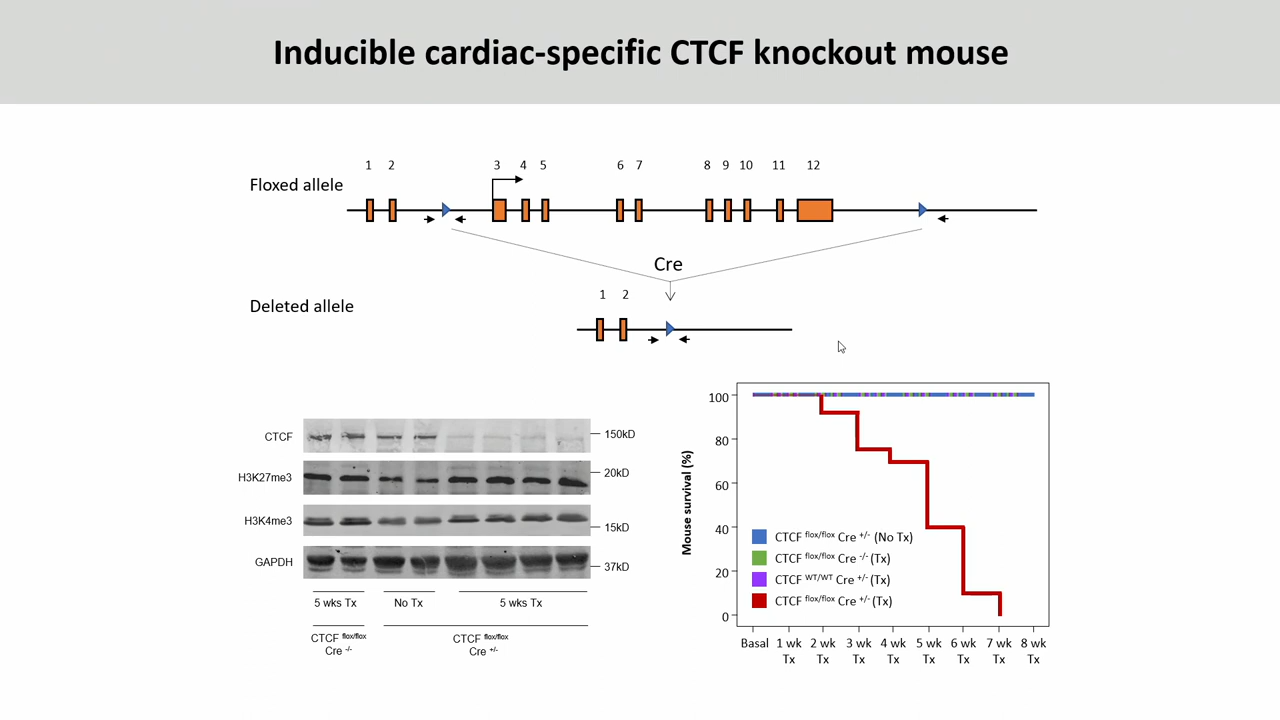 Inducible cardiac-specific CTCF knockout mouse
1 2 3 4 5 6 7 8 9 10 11 12
Floxed allele
Cre
1 2
Deleted allele
CTCF
150kD
H3K27me3
20kD
H3K4me3
15kD
GAPDH
37kD
5 wks Tx No Tx 5 wks Tx
CTCF flox/flox
Cre -/-
CTCF flox/flox
Cre +/-
Mouse survival (%)
100
80
60
40
20
0
CTCF flox/flox Cre +/- (No Tx)
CTCF flox/flox Cre -/- (Tx)
CTCF WT/WT Cre +/- (Tx)
CTCF flox/flox Cre +/- (Tx)
Basal 1 wk 2 wk 3 wk 4 wk 5 wk 6 wk 7 wk 8 wk
Tx Tx Tx Tx Tx Tx Tx Tx